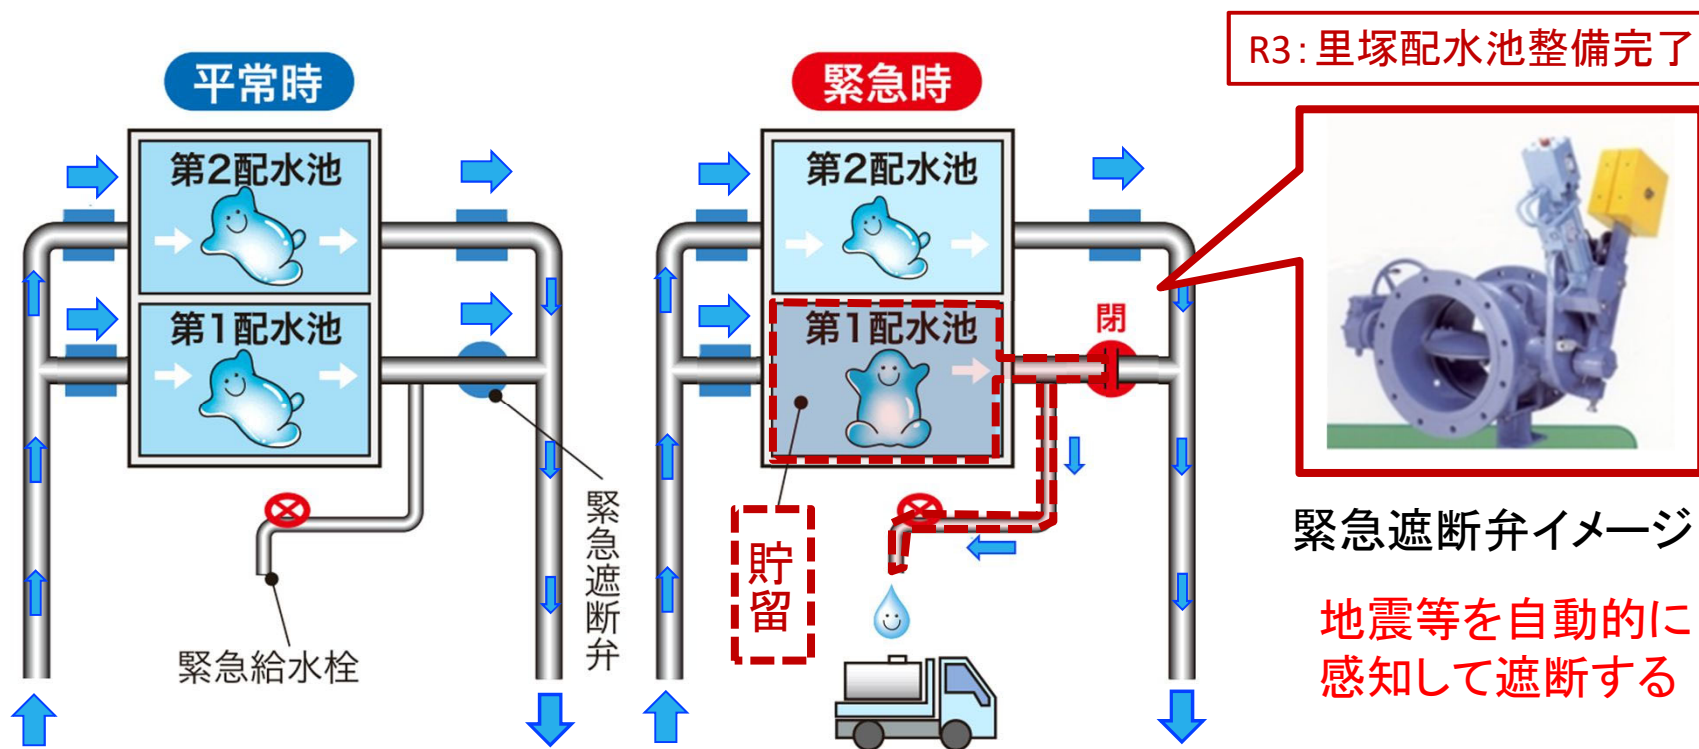 R3:里塚配水池整備完了
平常時
緊急時
第2配水池
第1配水池
緊急遮断弁
緊急給水栓
第2配水池
第1配水池
閉
貯留
緊急遮断弁イメージ
地震等を自動的に
感知して遮断する